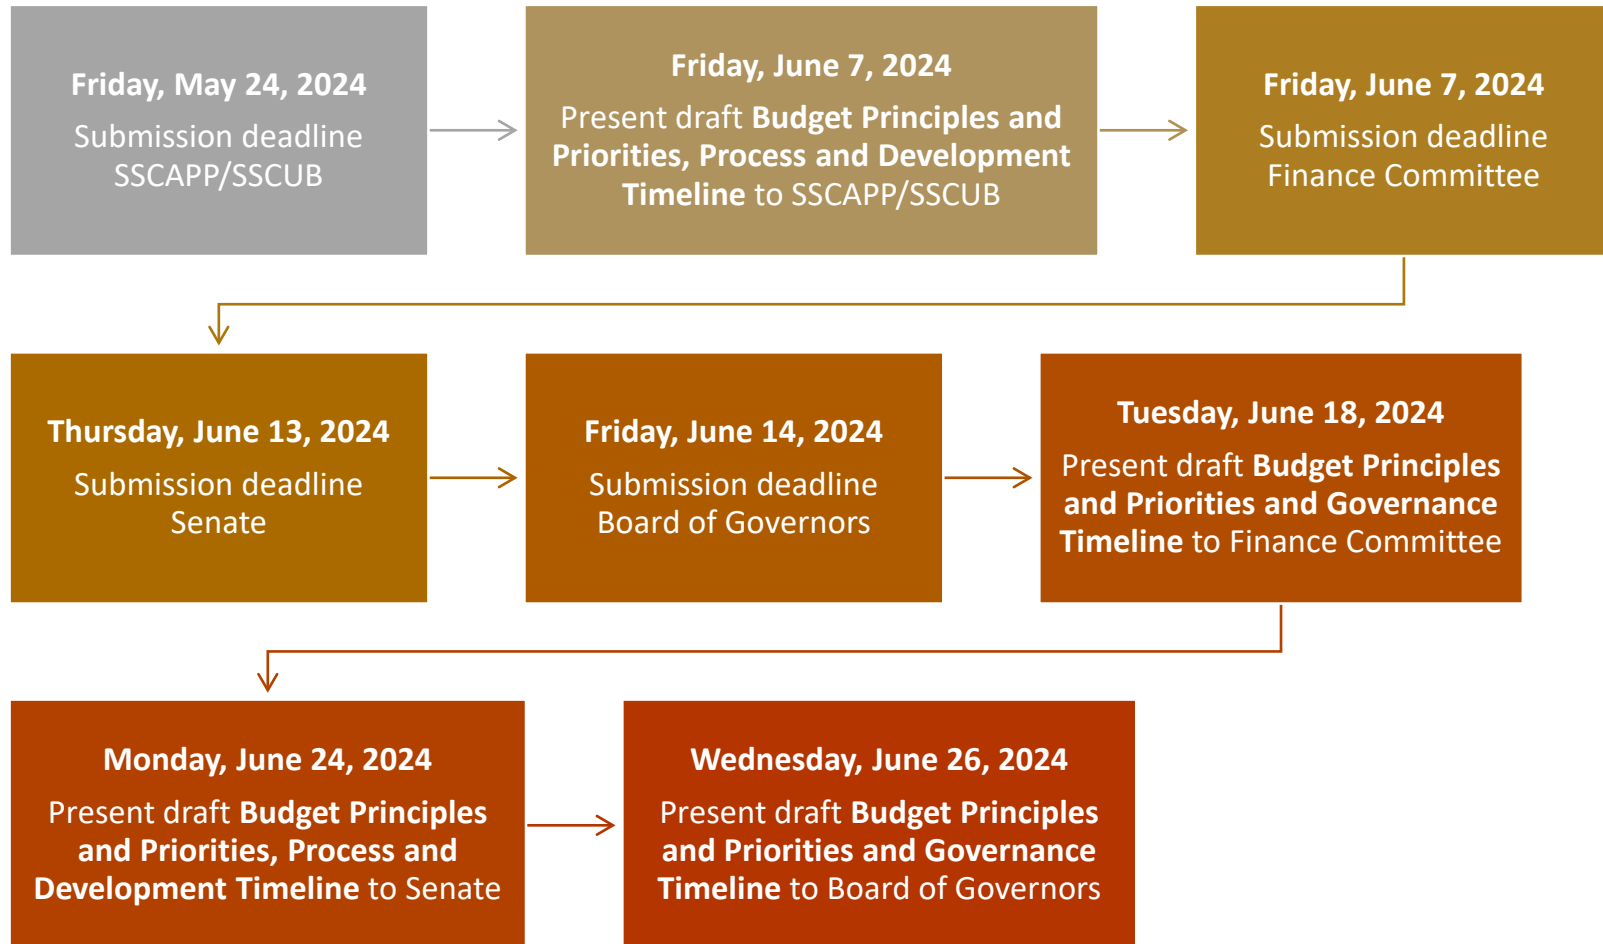 Friday, May 24, 2024
Submission deadline
SSCAPP/SSCUB
Friday, June 7, 2024
Present draft Budget Principles and
Priorities, Process and Development
Timeline to SSCAPP/SSCUB
Friday, June 7, 2024
Submission deadline
Finance Committee
Thursday, June 13, 2024
Submission deadline
Senate
Friday, June 14, 2024
Submission deadline
Board of Governors
Tuesday, June 18, 2024
Present draft Budget Principles
and Priorities and Governance
Timeline to Finance Committee
Monday, June 24, 2024
Present draft Budget Principles
and Priorities, Process and
Development Timeline to Senate
Wednesday, June 26, 2024
Present draft Budget Principles
and Priorities and Governance
Timeline to Board of Governors